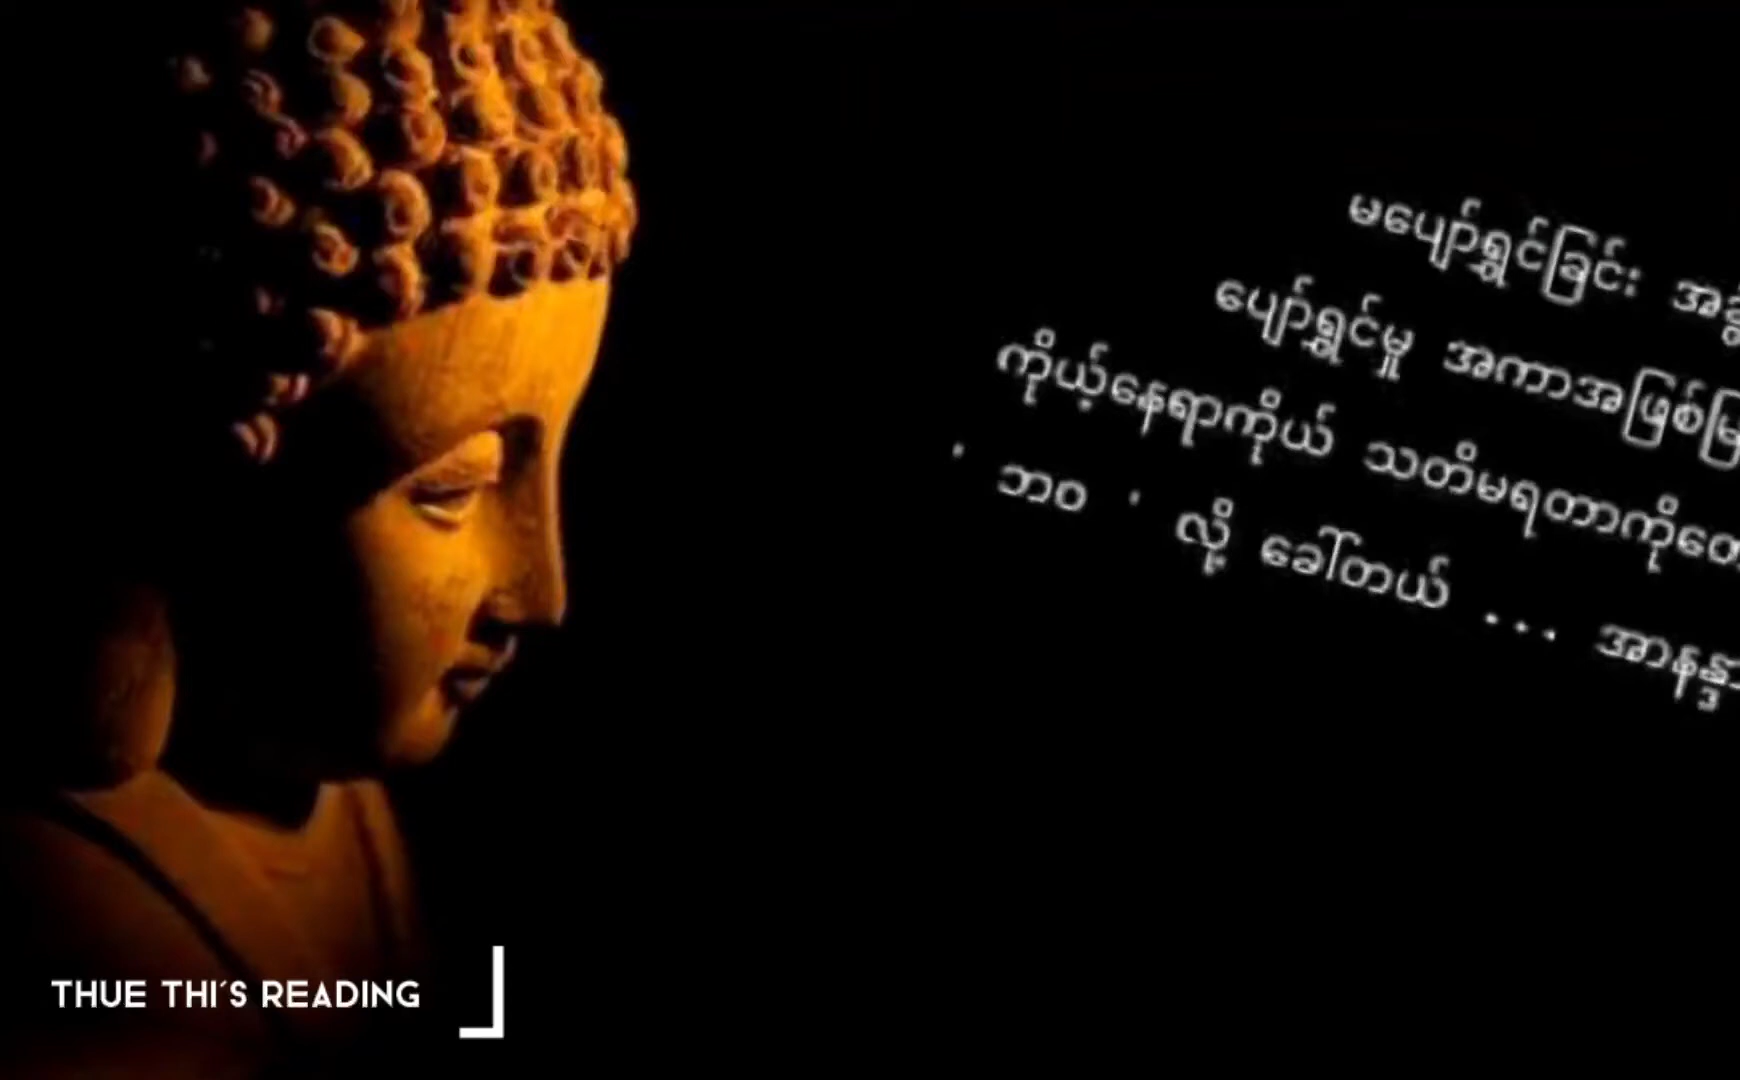 မပျော်ရွှင်ခြင်း
ပျော်ရွှင်မှု အကာအဖြစ်မြ
ကိုယ့်နေရာကိုယ် သတိမရတာကိုတေ
' ဘဝ ' လို့ ခေါ်တယ် ... အာနန္ဒာ
THUE THI'S READING